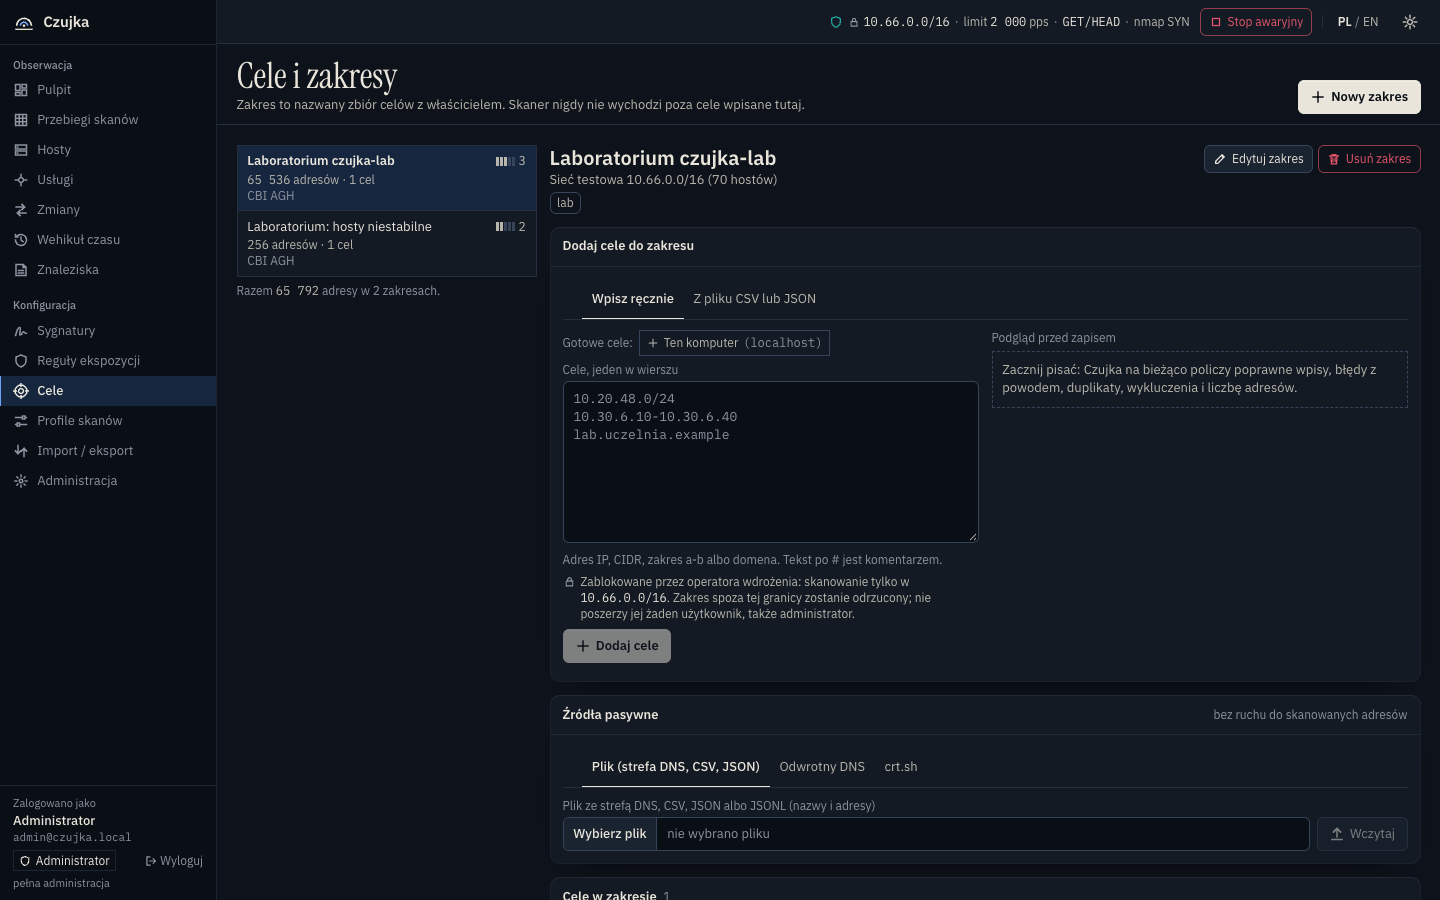 Czujka
10.66.0.0/16 · limit 2 000 pps · GET/HEAD · nmap SYN
Stop awaryjny
PL / EN
Obserwacja
Pulpit
Przebiegi skanów
Hosty
Usługi
Zmiany
Wehikuł czasu
Znaleziska
Konfiguracja
Sygnatury
Reguły ekspozycji
Cele
Profile skanów
Import / eksport
Administracja
Zalogowano jako
Administrator
admin@czujka.local
Administrator
Wyloguj
pełna administracja
Cele i zakresy
Zakres to nazwany zbiór celów z właścicielem. Skaner nigdy nie wychodzi poza cele wpisane tutaj.
Nowy zakres
Laboratorium czujka-lab 3
65 536 adresów · 1 cel
CBI AGH
Laboratorium: hosty niestabilne 2
256 adresów · 1 cel
CBI AGH
Razem 65 792 adresy w 2 zakresach.
Laboratorium czujka-lab
Edytuj zakres
Usuń zakres
Sieć testowa 10.66.0.0/16 (70 hostów)
lab
Dodaj cele do zakresu
Wpisz ręcznie
Z pliku CSV lub JSON
Gotowe cele:
Ten komputer (localhost)
Cele, jeden w wierszu
10.20.48.0/24
10.30.6.10-10.30.6.40
lab.uczelnia.example
Adres IP, CIDR, zakres a-b albo domena. Tekst po # jest komentarzem.
Zablokowane przez operatora wdrożenia: skanowanie tylko w
10.66.0.0/16. Zakres spoza tej granicy zostanie odrzucony; nie
poszerzy jej żaden użytkownik, także administrator.
Dodaj cele
Podgląd przed zapisem
Zacznij pisać: Czujka na bieżąco policzy poprawne wpisy, błędy z
powodem, duplikaty, wykluczenia i liczbę adresów.
Źródła pasywne
bez ruchu do skanowanych adresów
Plik (strefa DNS, CSV, JSON)
Odwrotny DNS
crt.sh
Plik ze strefą DNS, CSV, JSON albo JSONL (nazwy i adresy)
Wybierz plik
nie wybrano pliku
Wczytaj
Cele w zakresie 1